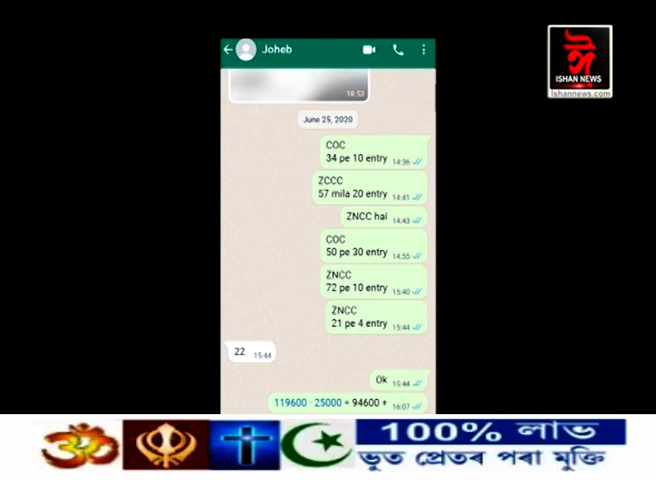 Joheb
ঈ
ISHAN NEWS
Ishannews.com
18:53
June 25, 2020
COC
34 pe 10 entry 14:36
ZCCC
57 mila 20 entry 14:41
ZNCC hai 14:43
COC
50 pe 30 entry 14:55
ZNCC
72 pe 10 entry 15:40
ZNCC
21 pe 4 entry 15:44
22 15:44
Ok 15:44
119600 - 25000 = 94600 + 16:07
100% লাভ
ভুত প্ৰেতৰ পৰা মুক্তি